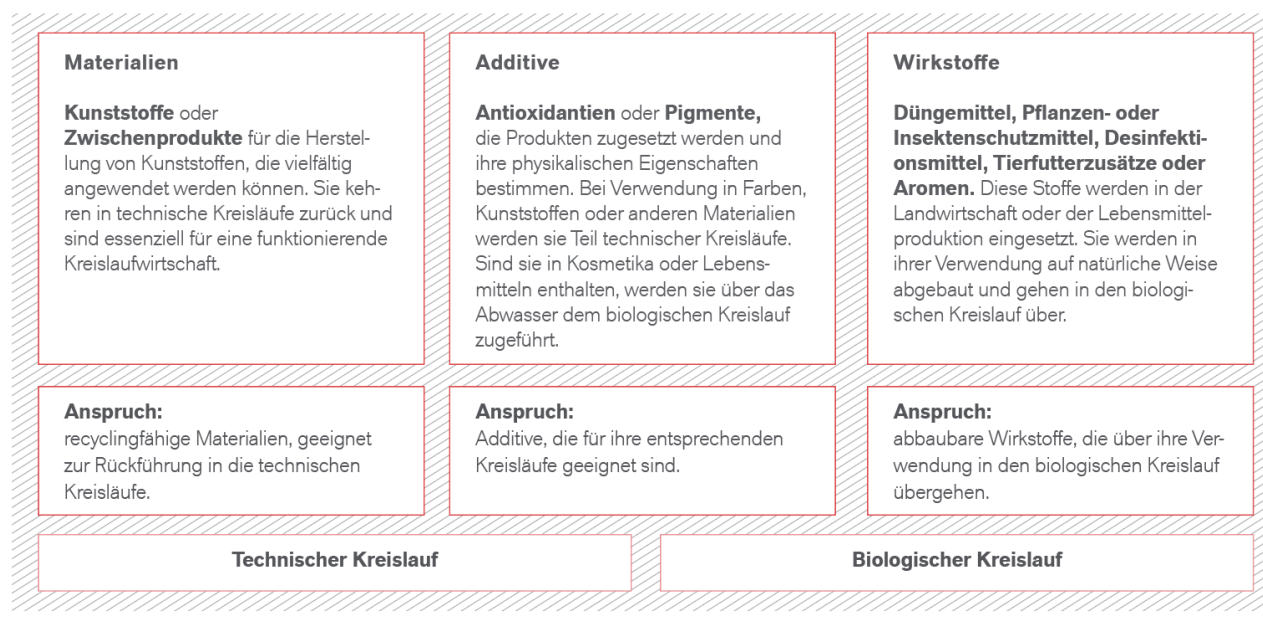 Materialien
Kunststoffe oder
Zwischenprodukte für die Herstel-
lung von Kunststoffen, die vielfältig
angewendet werden können. Sie keh-
ren in technische Kreisläufe zurück und
sind essenziell für eine funktionierende
Kreislaufwirtschaft.
Additive
Antioxidantien oder Pigmente,
die Produkten zugesetzt werden und
ihre physikalischen Eigenschaften
bestimmen. Bei Verwendung in Farben,
Kunststoffen oder anderen Materialien
werden sie Teil technischer Kreisläufe.
Sind sie in Kosmetika oder Lebens-
mitteln enthalten, werden sie über das
Abwasser dem biologischen Kreislauf
zugeführt.
Wirkstoffe
Düngemittel, Pflanzen- oder
Insektenschutzmittel, Desinfekti-
onsmittel, Tierfutterzusätze oder
Aromen. Diese Stoffe werden in der
Landwirtschaft oder der Lebensmittel-
produktion eingesetzt. Sie werden in
ihrer Verwendung auf natürliche Weise
abgebaut und gehen in den biologi-
schen Kreislauf über.
Anspruch:
recyclingfähige Materialien, geeignet
zur Rückführung in die technischen
Kreisläufe.
Anspruch:
Additive, die für ihre entsprechenden
Kreisläufe geeignet sind.
Anspruch:
abbaubare Wirkstoffe, die über ihre Ver-
wendung in den biologischen Kreislauf
übergehen.
Technischer Kreislauf
Biologischer Kreislauf